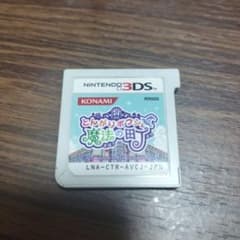 NINTENDO 3DS
KONAMI
とんがりボウシと
魔法の町
LNA-CTR-AVCJ-JPN